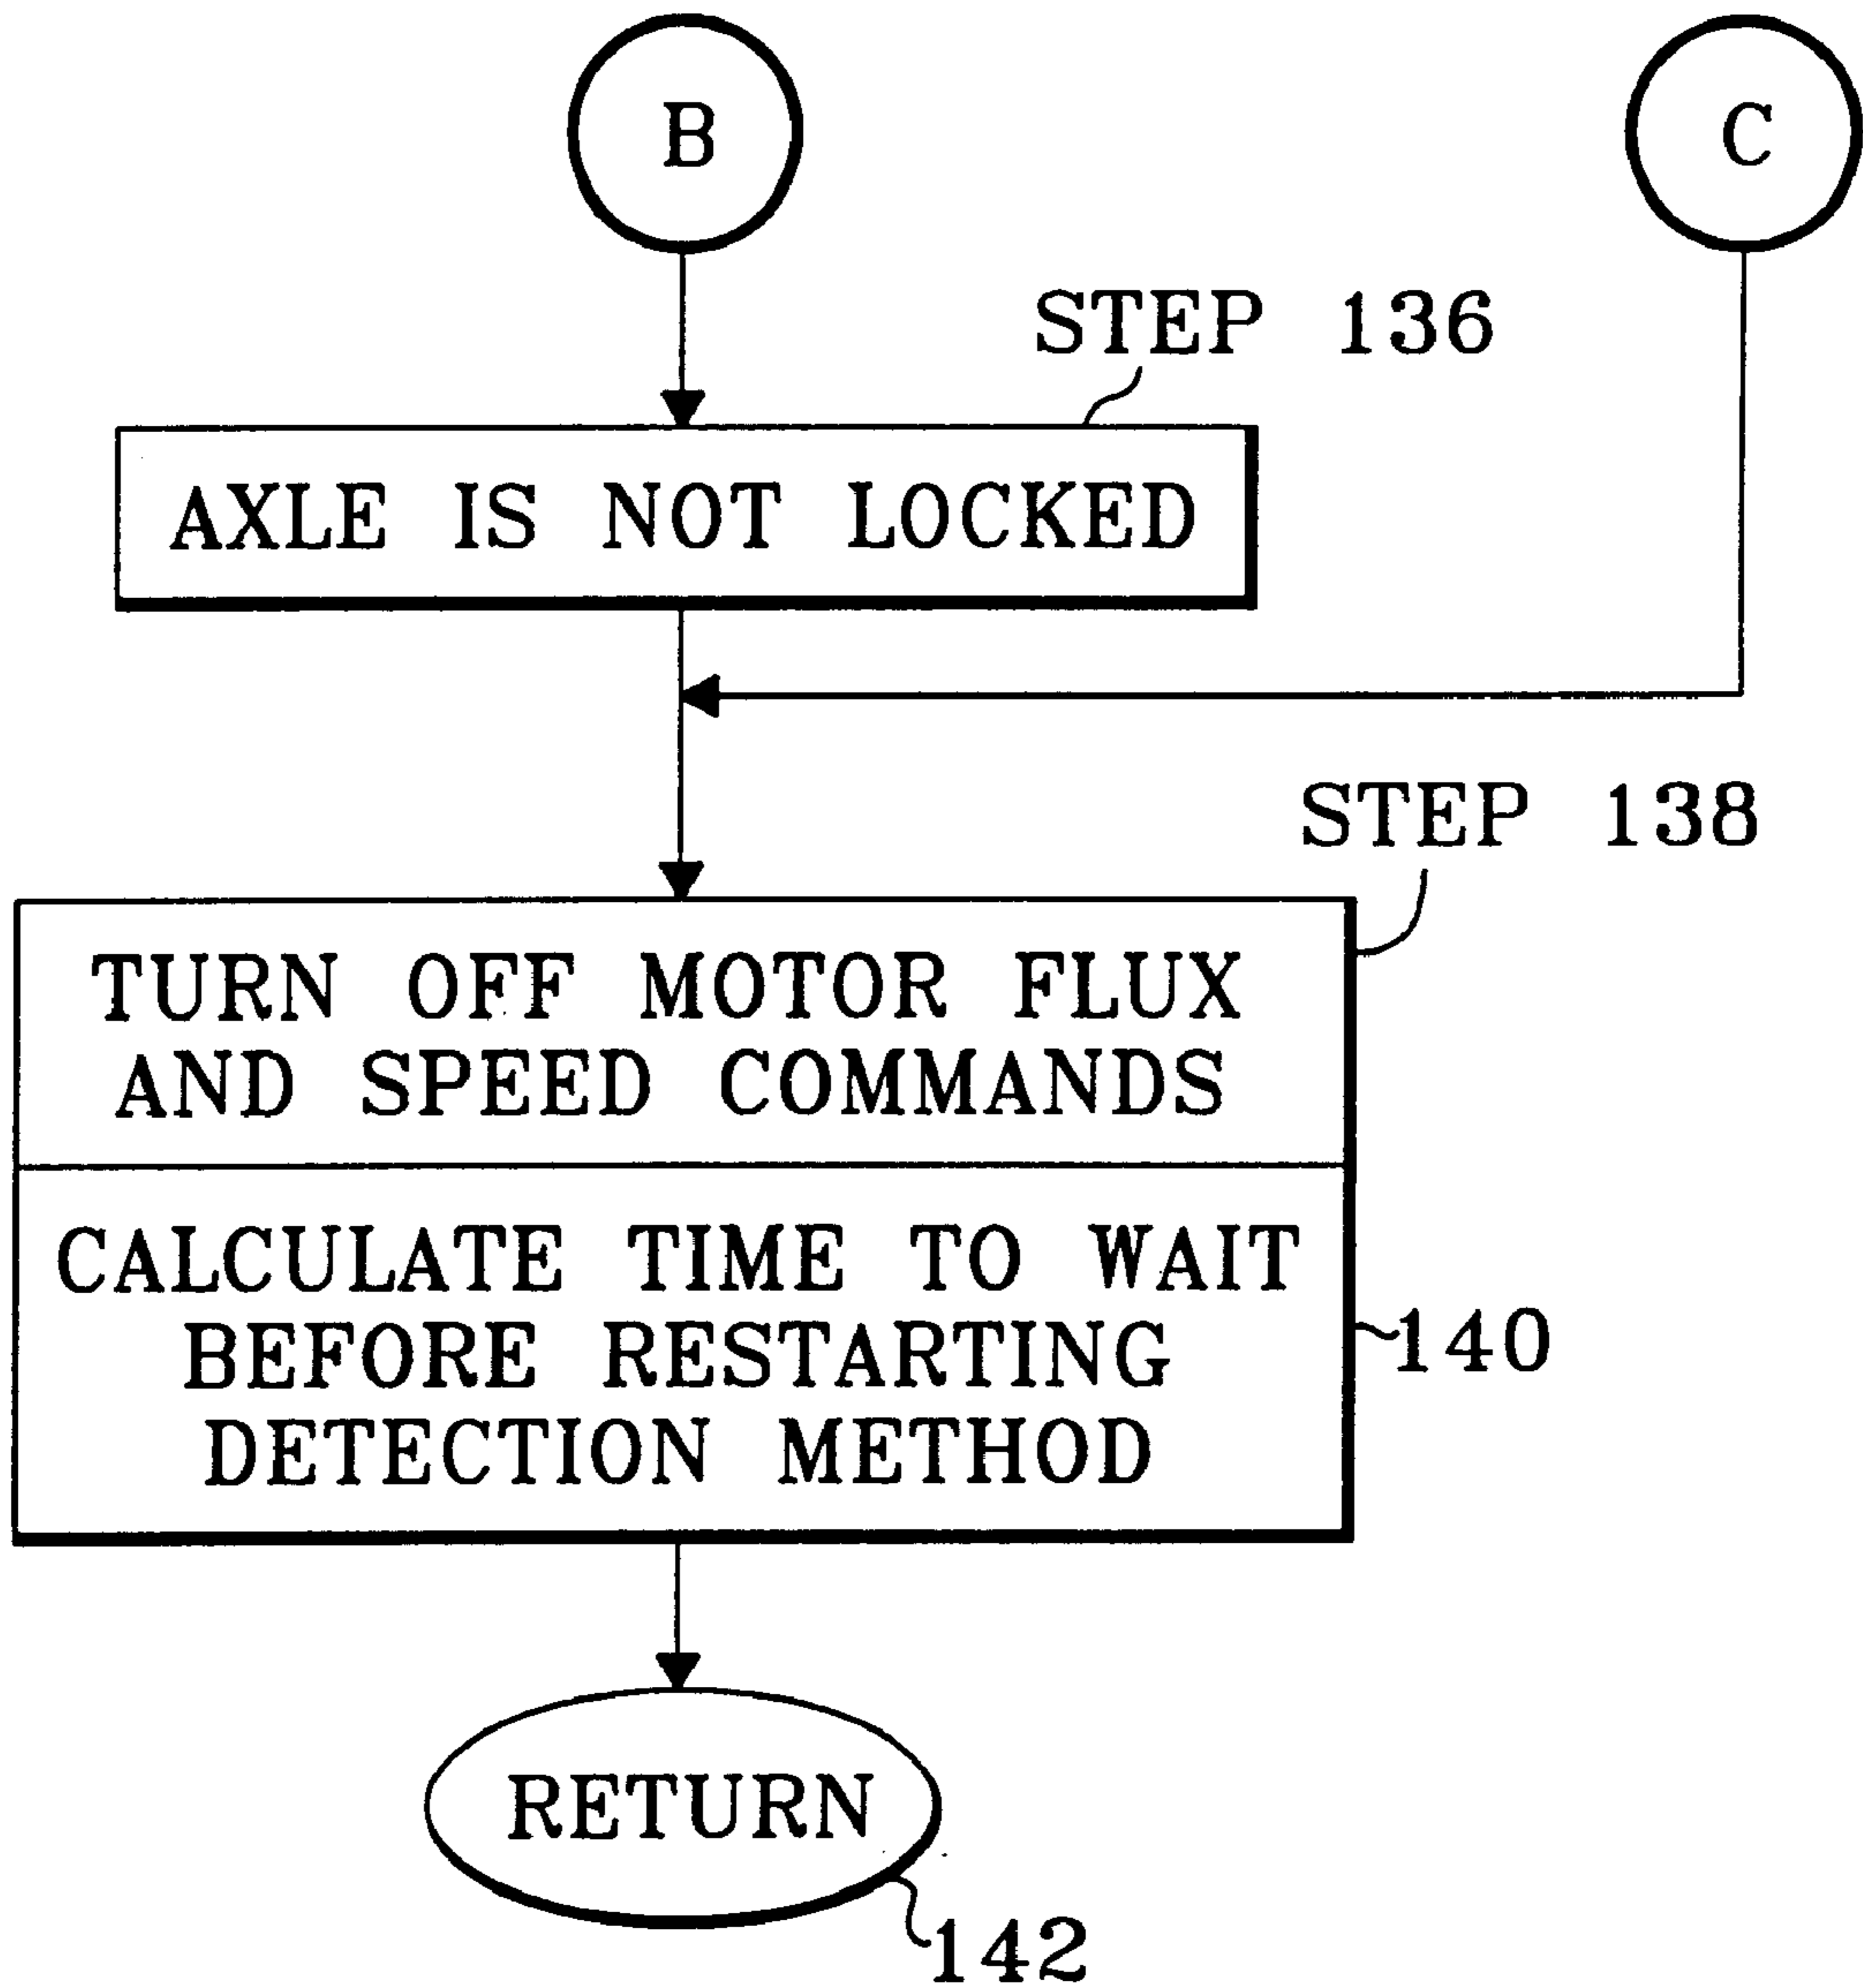 B
C
STEP 136
AXLE IS NOT LOCKED
STEP 138
TURN OFF MOTOR FLUX
AND SPEED COMMANDS
CALCULATE TIME TO WAIT
BEFORE RESTARTING
DETECTION METHOD
140
RETURN
142